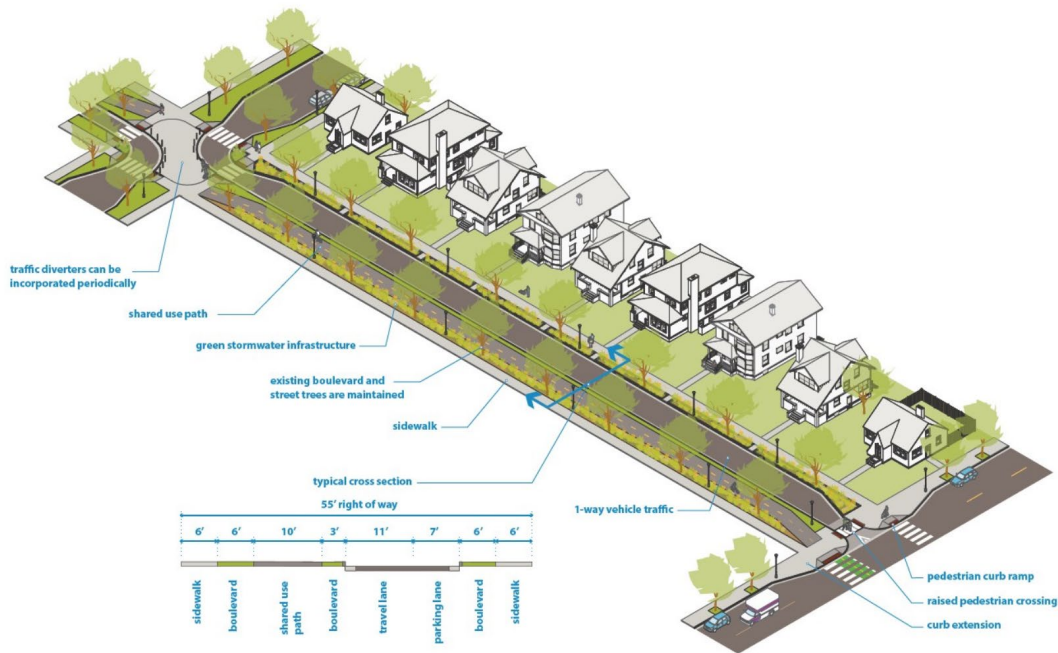 traffic diverters can be
incorporated periodically
shared use path
green stormwater infrastructure
existing boulevard and
street trees are maintained
sidewalk
typical cross section
1-way vehicle traffic
pedestrian curb ramp
raised pedestrian crossing
curb extension
55’ right of way
6’ 6’ 10’ 3’ 11’ 7’ 6’ 6’
sidewalk
boulevard
shared use
path
boulevard
travel lane
parking lane
boulevard
sidewalk